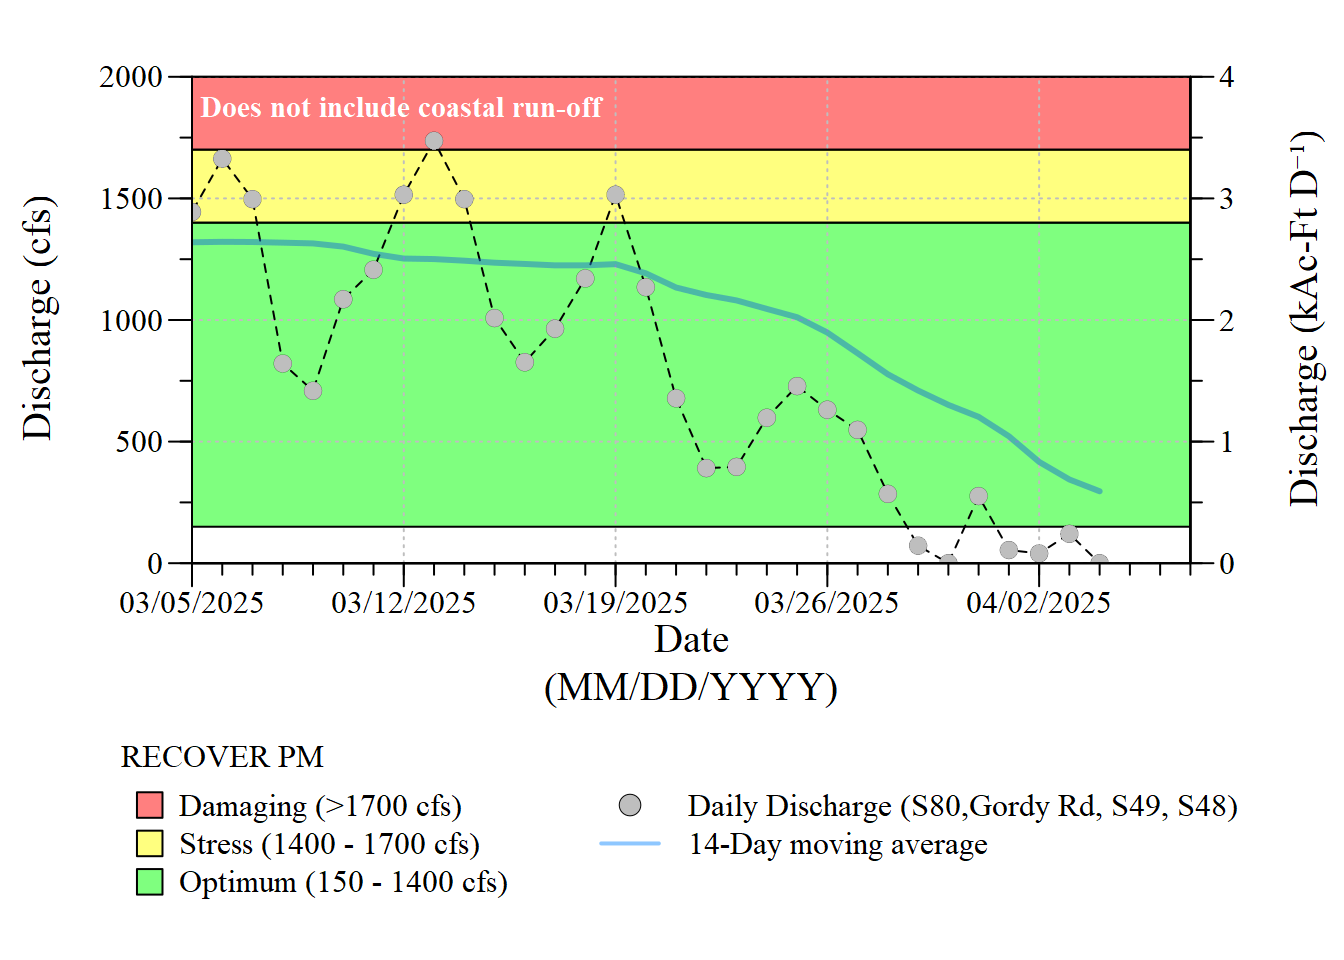 2000
1500
1000
500
0
Discharge (cfs)
Does not include coastal run-off
4
3
2
1
0
Discharge (kAc-Ft D⁻¹)
03/05/2025 03/12/2025 03/19/2025 03/26/2025 04/02/2025
Date
(MM/DD/YYYY)
RECOVER PM
Damaging (>1700 cfs)
Stress (1400 - 1700 cfs)
Optimum (150 - 1400 cfs)
Daily Discharge (S80,Gordy Rd, S49, S48)
14-Day moving average